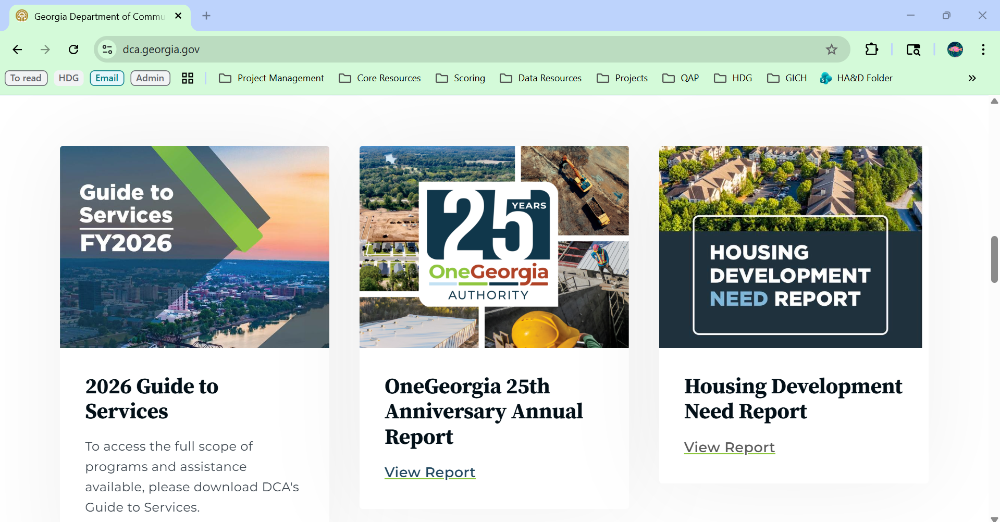 Georgia Department of Commu
dca.georgia.gov
To read HDG Email Admin Project Management Core Resources Scoring Data Resources Projects QAP HDG GICH HA&D Folder
Guide to
Services
FY2026
25 YEARS
OneGeorgia
AUTHORITY
HOUSING
DEVELOPMENT
NEED REPORT
2026 Guide to
Services
To access the full scope of
programs and assistance
available, please download DCA's
Guide to Services.
OneGeorgia 25th
Anniversary Annual
Report
View Report
Housing Development
Need Report
View Report